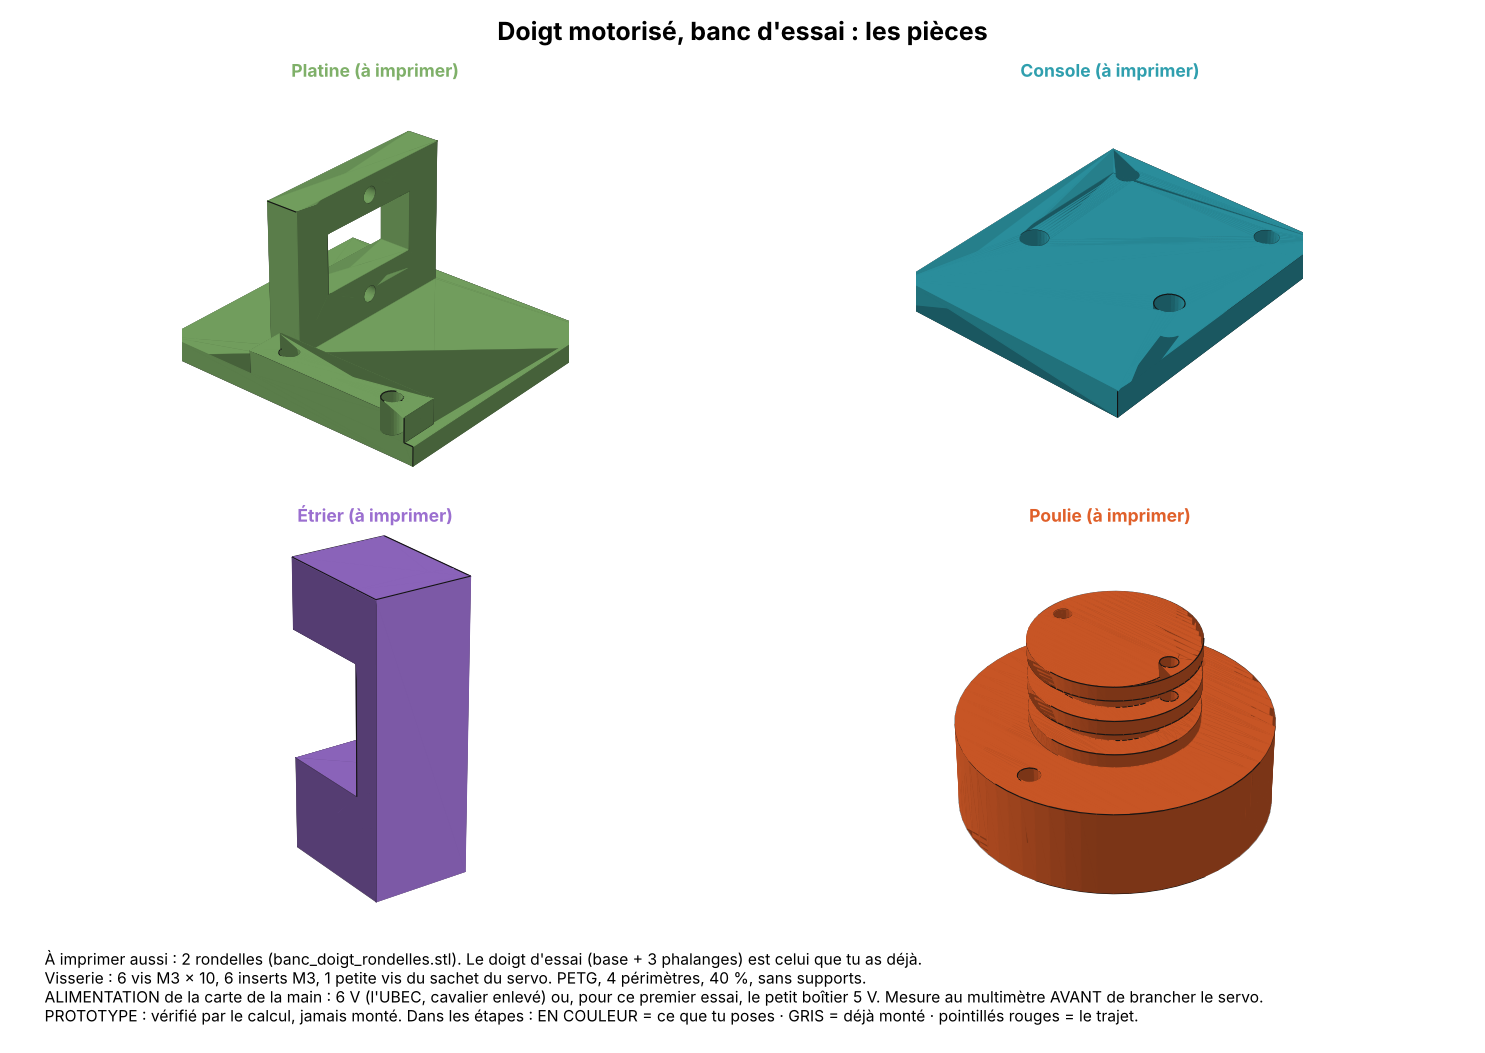 Doigt motorisé, banc d'essai : les pièces
Platine (à imprimer)
Console (à imprimer)
Étrier (à imprimer)
Poulie (à imprimer)
À imprimer aussi : 2 rondelles (banc_doigt_rondelles.stl). Le doigt d'essai (base + 3 phalanges) est celui que tu as déjà.
Visserie : 6 vis M3 × 10, 6 inserts M3, 1 petite vis du sachet du servo. PETG, 4 périmètres, 40 %, sans supports.
ALIMENTATION de la carte de la main : 6 V (l'UBEC, cavalier enlevé) ou, pour ce premier essai, le petit boîtier 5 V. Mesure au multimètre AVANT de brancher le servo.
PROTOTYPE : vérifié par le calcul, jamais monté. Dans les étapes : EN COULEUR = ce que tu poses · GRIS = déjà monté · pointillés rouges = le trajet.